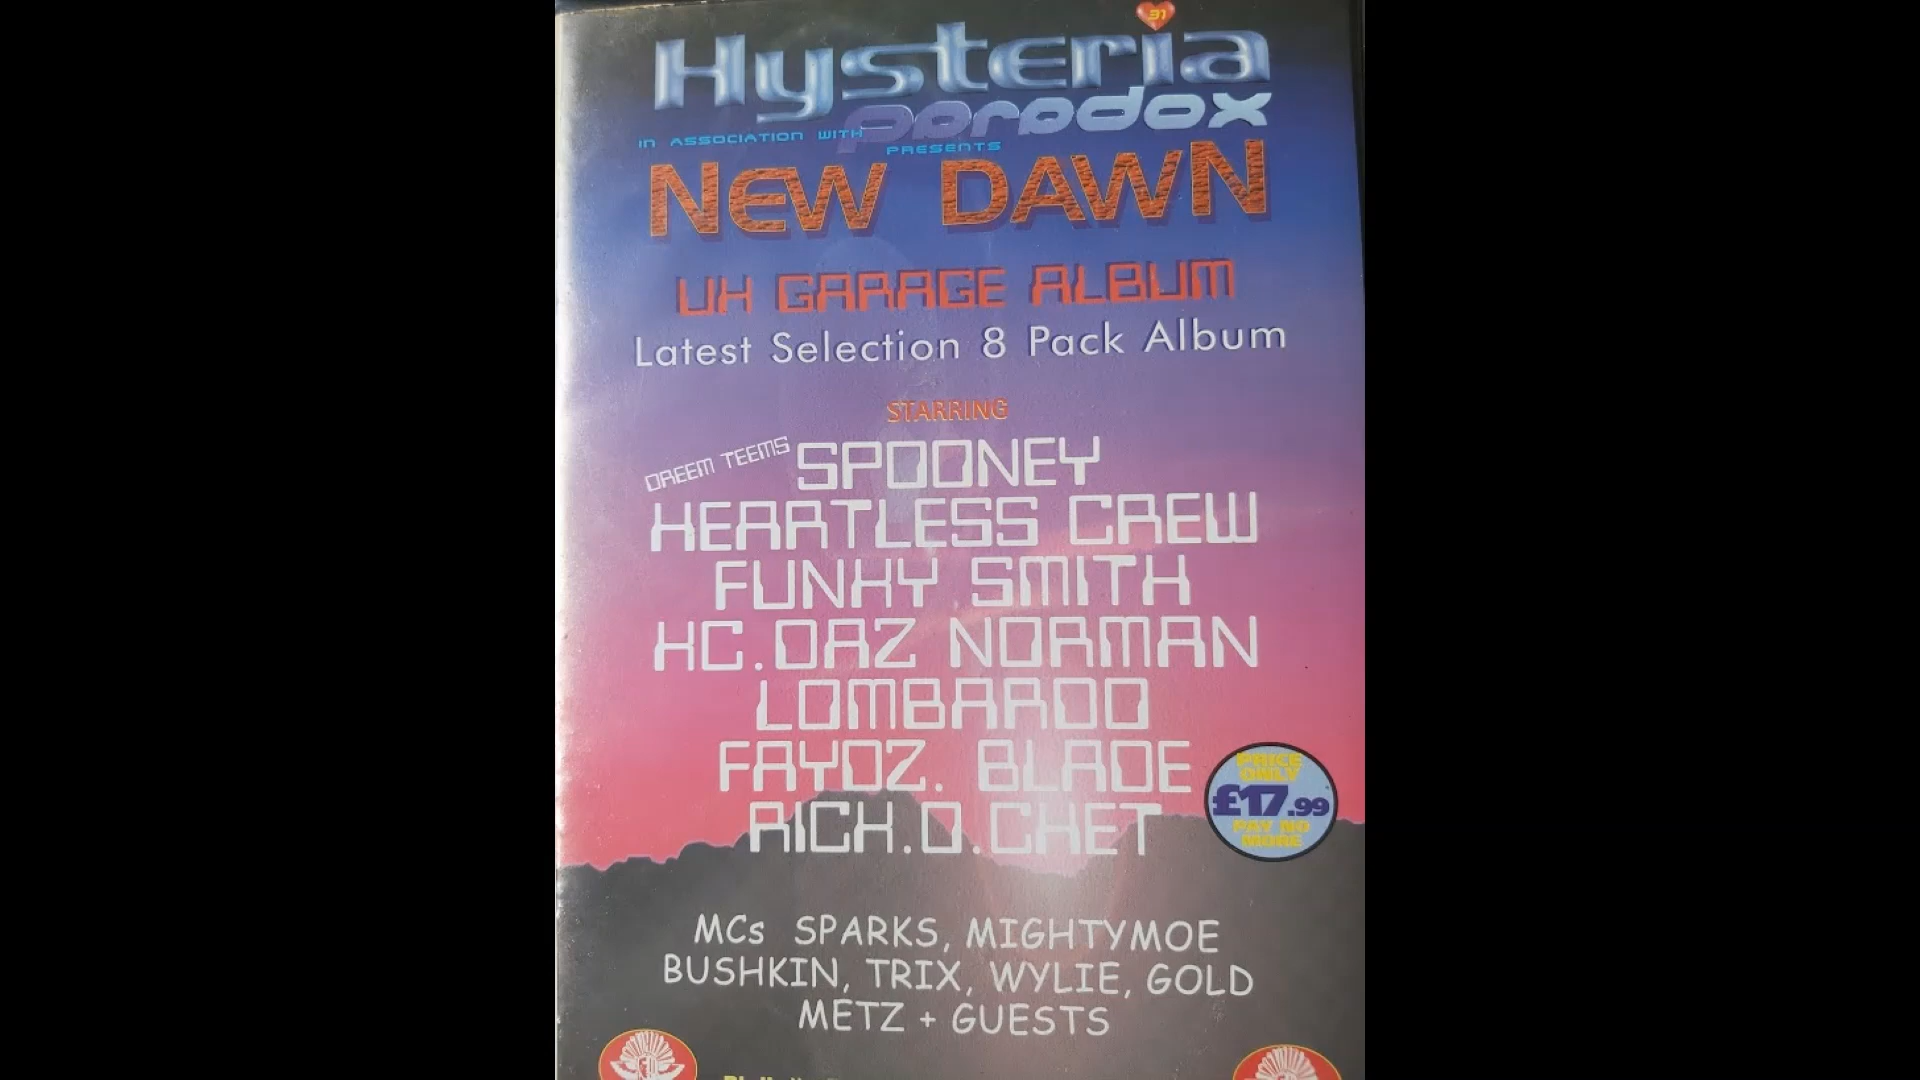 31
Hysteria
IN ASSOCIATION WITH paradox
PRESENTS
NEW DAWN
UK GARAGE ALBUM
Latest Selection 8 Pack Album
STARRING
DREEM TEEMS SPOONEY
HEARTLESS CREW
FUNKY SMITH
KC.DAZ NORMAN
LOMBARDO
FAYDZ. BLADE
RICH.D.CHET
PRICE
ONLY
£17.99
PAY NO
MORE
MCs SPARKS, MIGHTYMOE
BUSHKIN, TRIX, WYLIE, GOLD
METZ + GUESTS